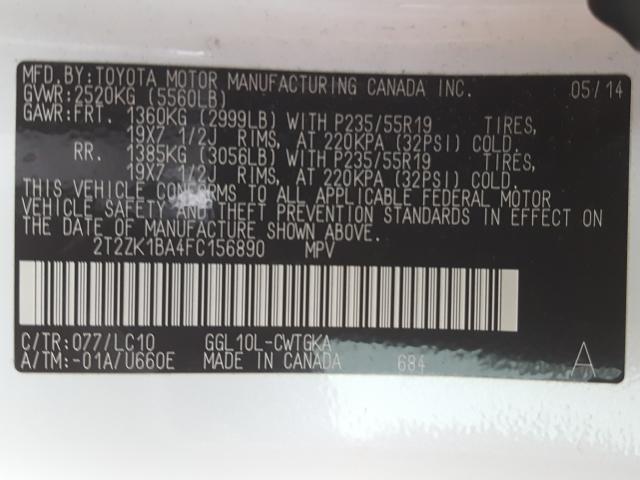 MFD.BY:TOYOTA MOTOR MANUFACTURING CANADA INC. 05/14
GVWR:2520KG (5560LB)
GAWR:FRT. 1360KG (2999LB) WITH P235/55R19 TIRES,
19X7 1/2J RIMS, AT 220KPA (32PSI) COLD.
RR. 1385KG (3056LB) WITH P235/55R19 TIRES,
19X7 1/2J RIMS, AT 220KPA (32PSI) COLD.
THIS VEHICLE CONFORMS TO ALL APPLICABLE FEDERAL MOTOR
VEHICLE SAFETY AND THEFT PREVENTION STANDARDS IN EFFECT ON
THE DATE OF MANUFACTURE SHOWN ABOVE.
2T2ZK1BA4FC156890 MPV
C/TR:077/LC10 GGL10L-CWTGKA
A/TM:-01A/U660E MADE IN CANADA 684 A